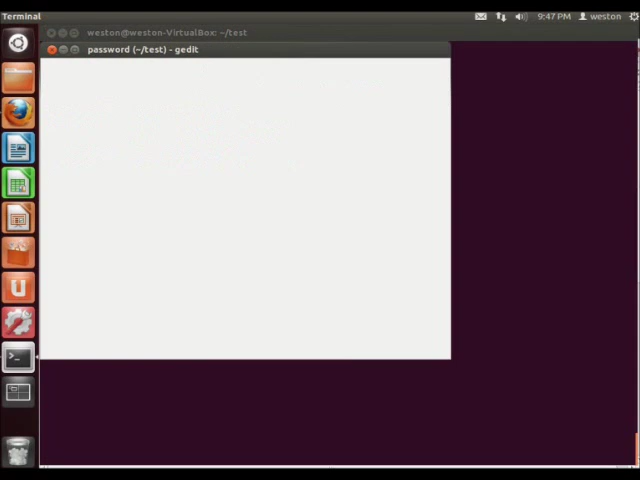 Terminal 9:47 PM weston
weston@weston-VirtualBox: ~/test
password (~/test) - gedit